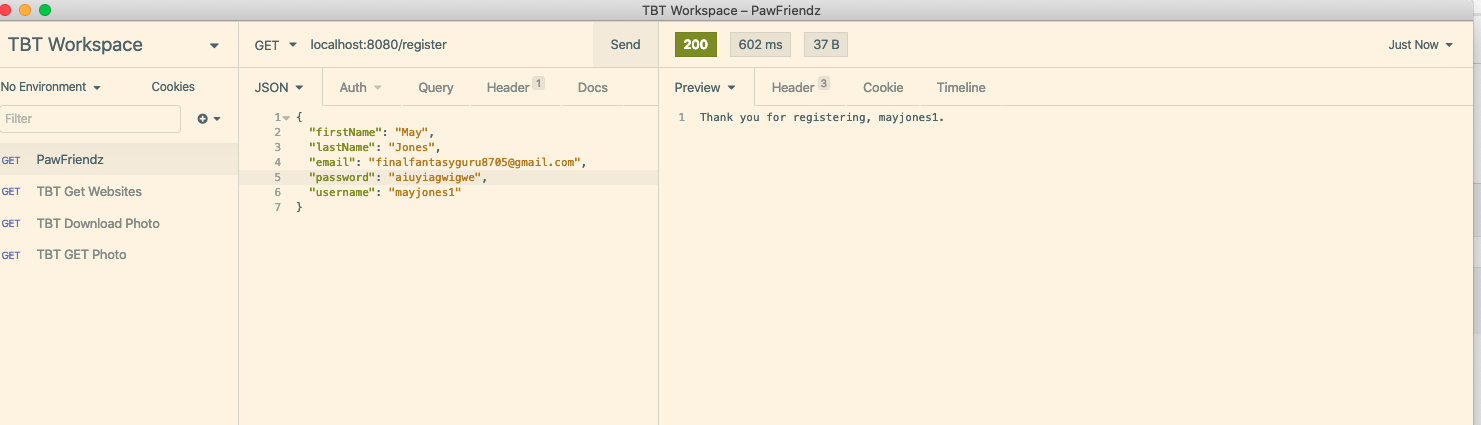 TBT Workspace – PawFriendz
TBT Workspace
GET localhost:8080/register Send
200 602 ms 37 B Just Now
No Environment Cookies
JSON Auth Query Header 1 Docs
Preview Header 3 Cookie Timeline
Filter
GET PawFriendz
GET TBT Get Websites
GET TBT Download Photo
GET TBT GET Photo
1 {
2 "firstName": "May",
3 "lastName": "Jones",
4 "email": "finalfantasyguru8705@gmail.com",
5 "password": "aiuyiagwigwe",
6 "username": "mayjones1"
7 }
1 Thank you for registering, mayjones1.